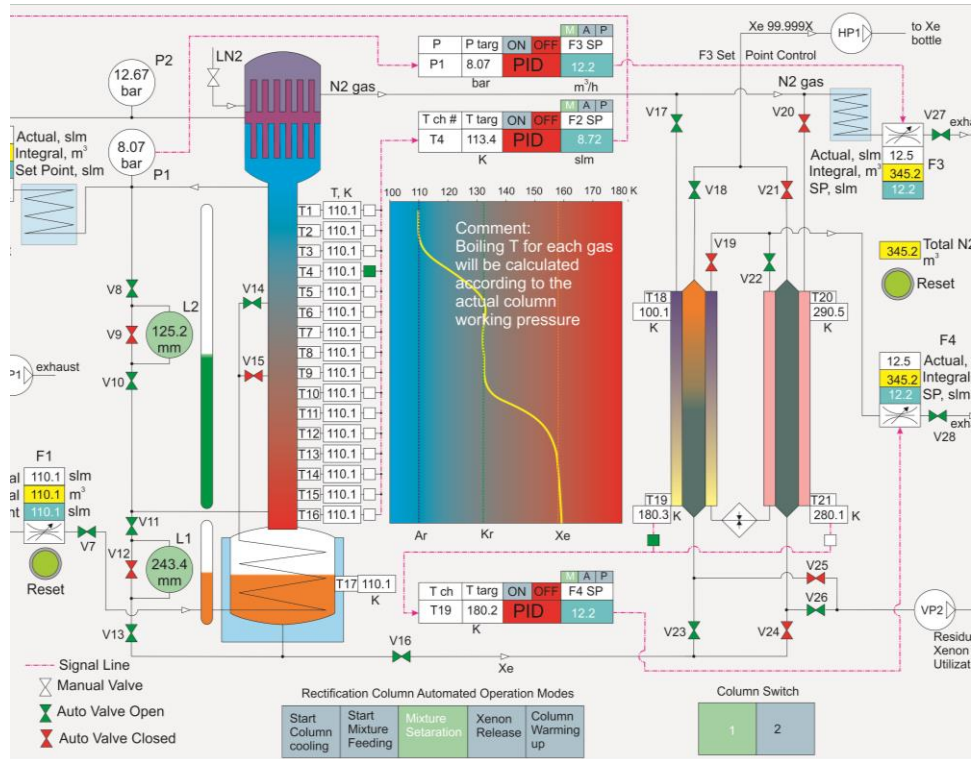 P2
12.67
bar
LN2
N2 gas
M A P
P
P targ
ON
OFF
F3 SP
P1
8.07
PID
12.2
bar
m³/h
M A P
T ch #
T targ
ON
OFF
F2 SP
T4
113.4
PID
8.72
K
slm
Xe 99.999X
HP1
to Xe
bottle
F3 Set Point Control
N2 gas
V17
V20
V27
exhau
Actual, slm
Integral, m³
SP, slm
12.5
345.2
12.2
F3
Actual, slm
Integral, m³
Set Point, slm
8.07
bar
P1
T, K
100 110 120 130 140 150 160 170 180 K
T1 110.1
T2 110.1
T3 110.1
T4 110.1
T5 110.1
T6 110.1
T7 110.1
T8 110.1
T9 110.1
T10 110.1
T11 110.1
T12 110.1
T13 110.1
T14 110.1
T15 110.1
T16 110.1
Comment:
Boiling T for each gas
will be calculated
according to the
actual column
working pressure
Ar
Kr
Xe
V18
V21
V19
V22
345.2
Total N2
m³
Reset
T18
100.1
K
T20
290.5
K
V8
L2
V9
125.2
mm
V10
V14
V15
P1
exhaust
F4
12.5
345.2
12.2
Actual,
Integral
SP, slm
V28
exha
F1
110.1 slm
110.1 m³
110.1 slm
V7
Reset
V11
V12
L1
243.4
mm
V13
T17 110.1
K
T19
180.3
K
T21
280.1
K
M A P
T ch
T targ
ON
OFF
F4 SP
T19
180.2
PID
12.2
K
V25
V26
V23
V24
VP2
Residu
Xenon
Utilizat
V16
Xe
Signal Line
Manual Valve
Auto Valve Open
Auto Valve Closed
Rectification Column Automated Operation Modes
Start
Column
cooling
Start
Mixture
Feeding
Mixture
Setaration
Xenon
Release
Column
Warming
up
Column Switch
1
2